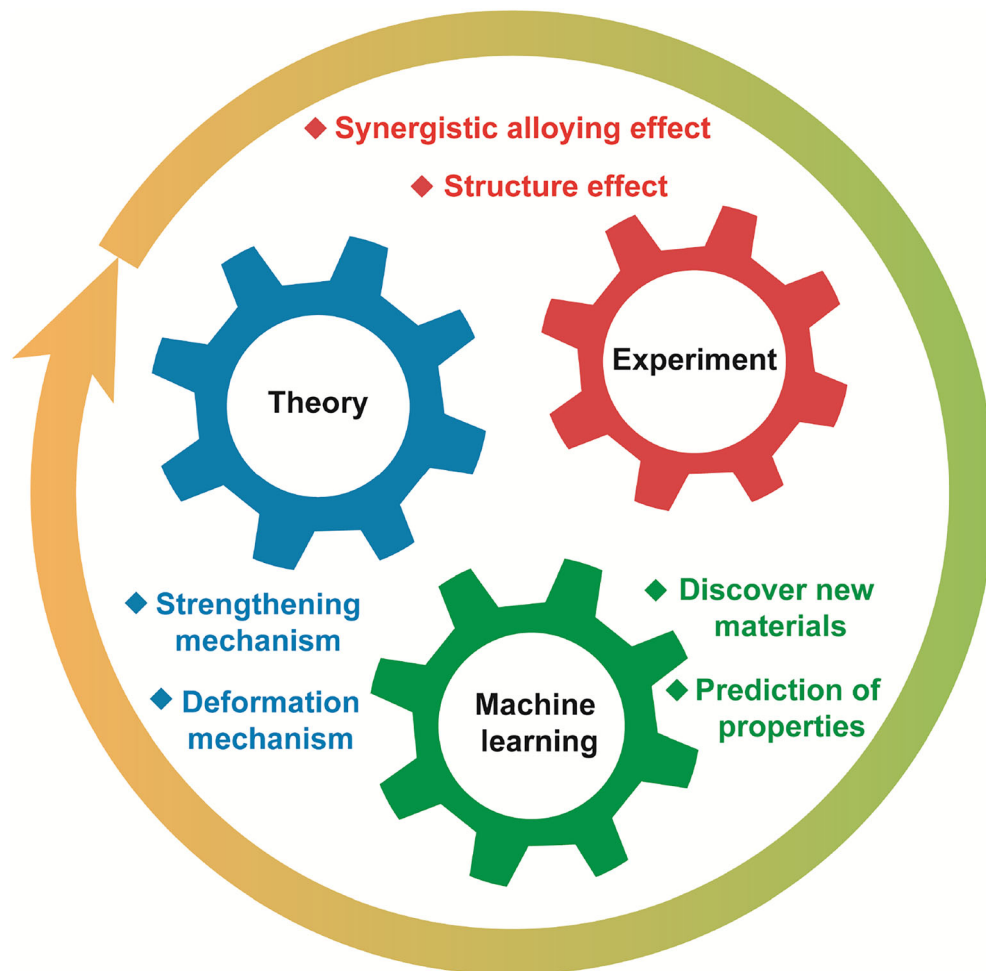 ◆ Synergistic alloying effect
◆ Structure effect
Experiment
Theory
◆ Strengthening
mechanism
◆ Deformation
mechanism
Machine
learning
◆ Discover new
materials
◆ Prediction of
properties